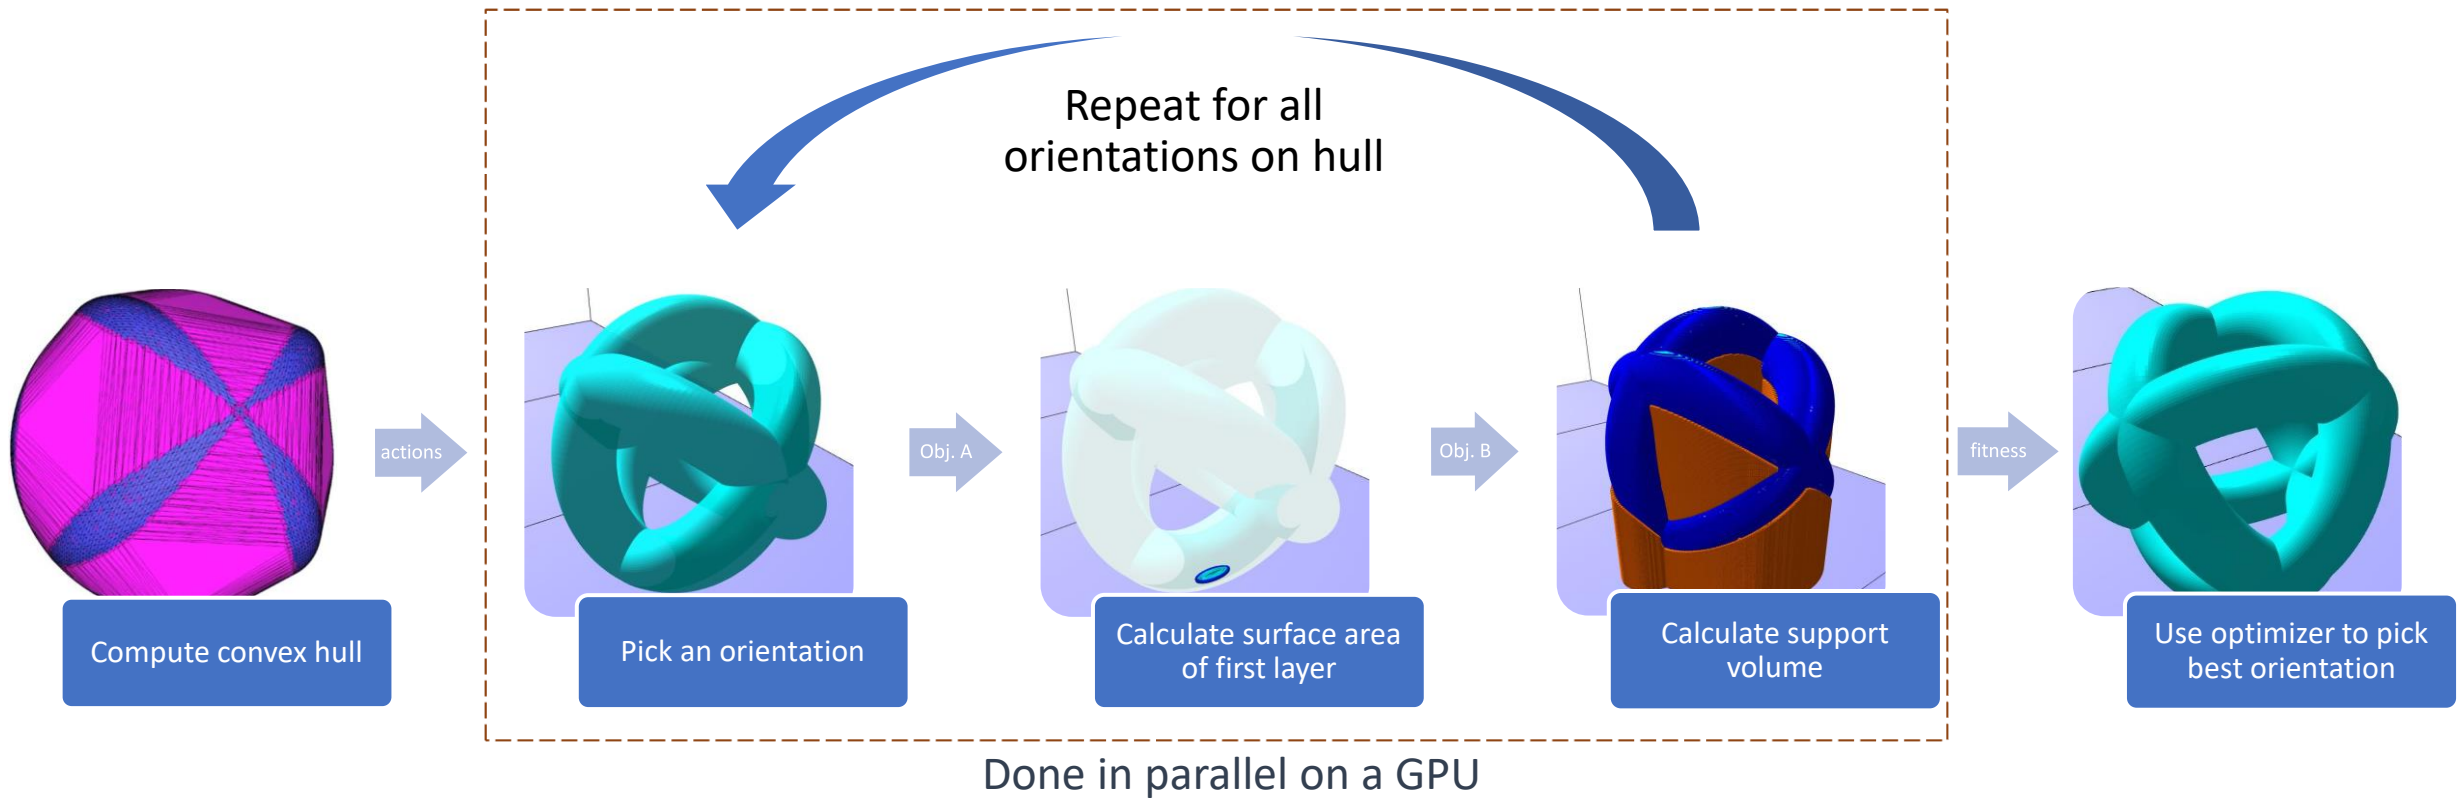 Repeat for all
orientations on hull
actions
Obj. A
Obj. B
fitness
Compute convex hull
Pick an orientation
Calculate surface area
of first layer
Calculate support
volume
Use optimizer to pick
best orientation
Done in parallel on a GPU